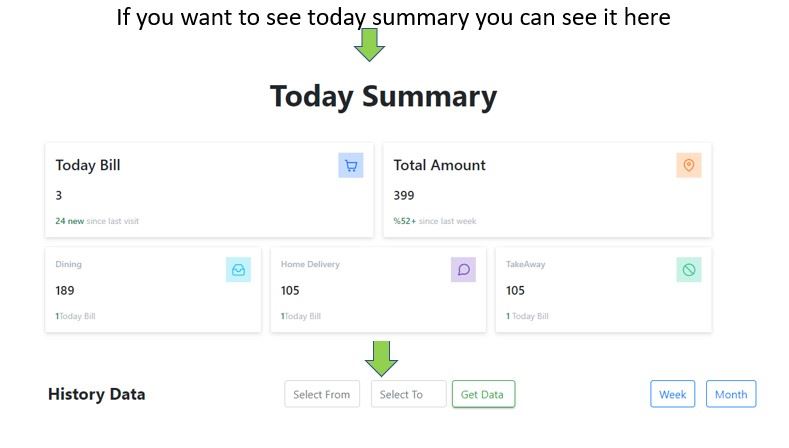 If you want to see today summary you can see it here
Today Summary
Today Bill
3
24 new since last visit
Total Amount
399
%52+ since last week
Dining
189
1Today Bill
Home Delivery
105
1Today Bill
TakeAway
105
1 Today Bill
History Data
Select From
Select To
Get Data
Week
Month